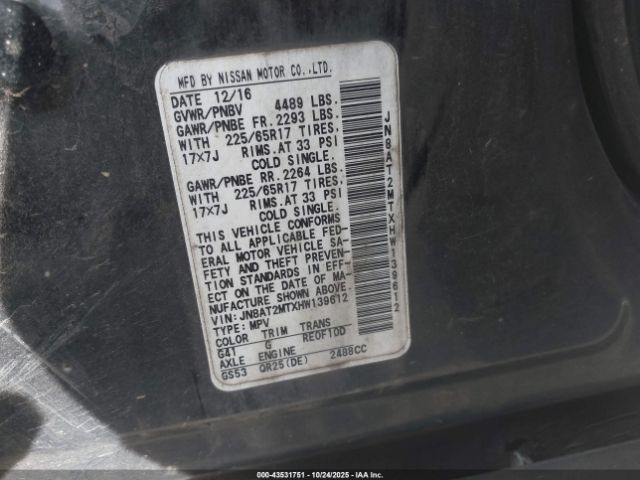 MFD BY NISSAN MOTOR CO.,LTD.
DATE 12/16
GVWR/PNBV 4489 LBS.
GAWR/PNBE FR. 2293 LBS.
WITH 225/65R17 TIRES,
17X7J RIMS.AT 33 PSI
COLD SINGLE.
GAWR/PNBE RR. 2264 LBS.
WITH 225/65R17 TIRES,
17X7J RIMS.AT 33 PSI
COLD SINGLE.
THIS VEHICLE CONFORMS
TO ALL APPLICABLE FED-
ERAL MOTOR VEHICLE SA-
FETY AND THEFT PREVEN-
TION STANDARDS IN EFF-
ECT ON THE DATE OF MA-
NUFACTURE SHOWN ABOVE.
VIN: JN8AT2MTXHW139612
TYPE: MPV
COLOR TRIM TRANS
G41 G RE0F10D
AXLE ENGINE
GS53 QR25(DE) 2488CC
JN8AT2MTXHW139612
00-43531751 - 10/24/2025 - IAA Inc.